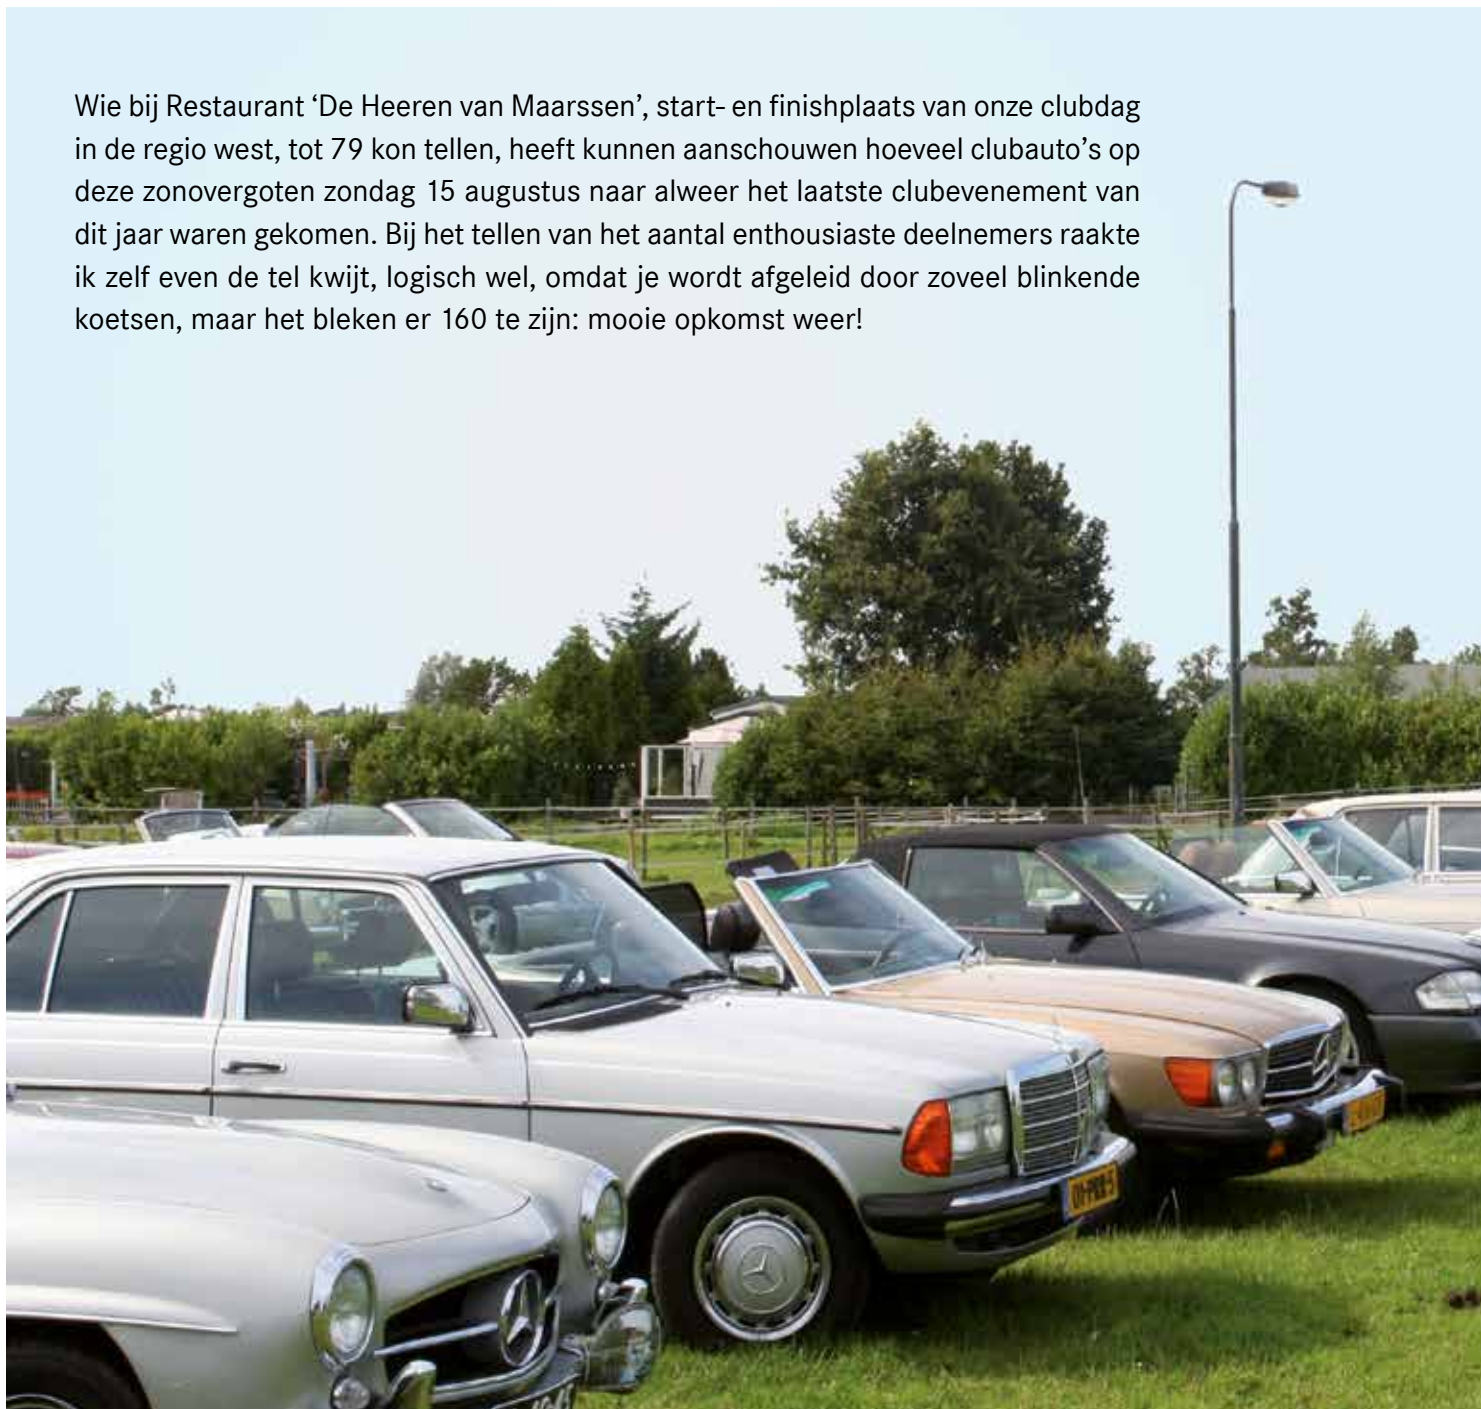 Wie bij Restaurant ‘De Heeren van Maarssen’, start- en finishplaats van onze clubdag
in de regio west, tot 79 kon tellen, heeft kunnen aanschouwen hoeveel clubauto’s op
deze zonovergoten zondag 15 augustus naar alweer het laatste clubevenement van
dit jaar waren gekomen. Bij het tellen van het aantal enthousiaste deelnemers raakte
ik zelf even de tel kwijt, logisch wel, omdat je wordt afgeleid door zoveel blinkende
koetsen, maar het bleken er 160 te zijn: mooie opkomst weer!